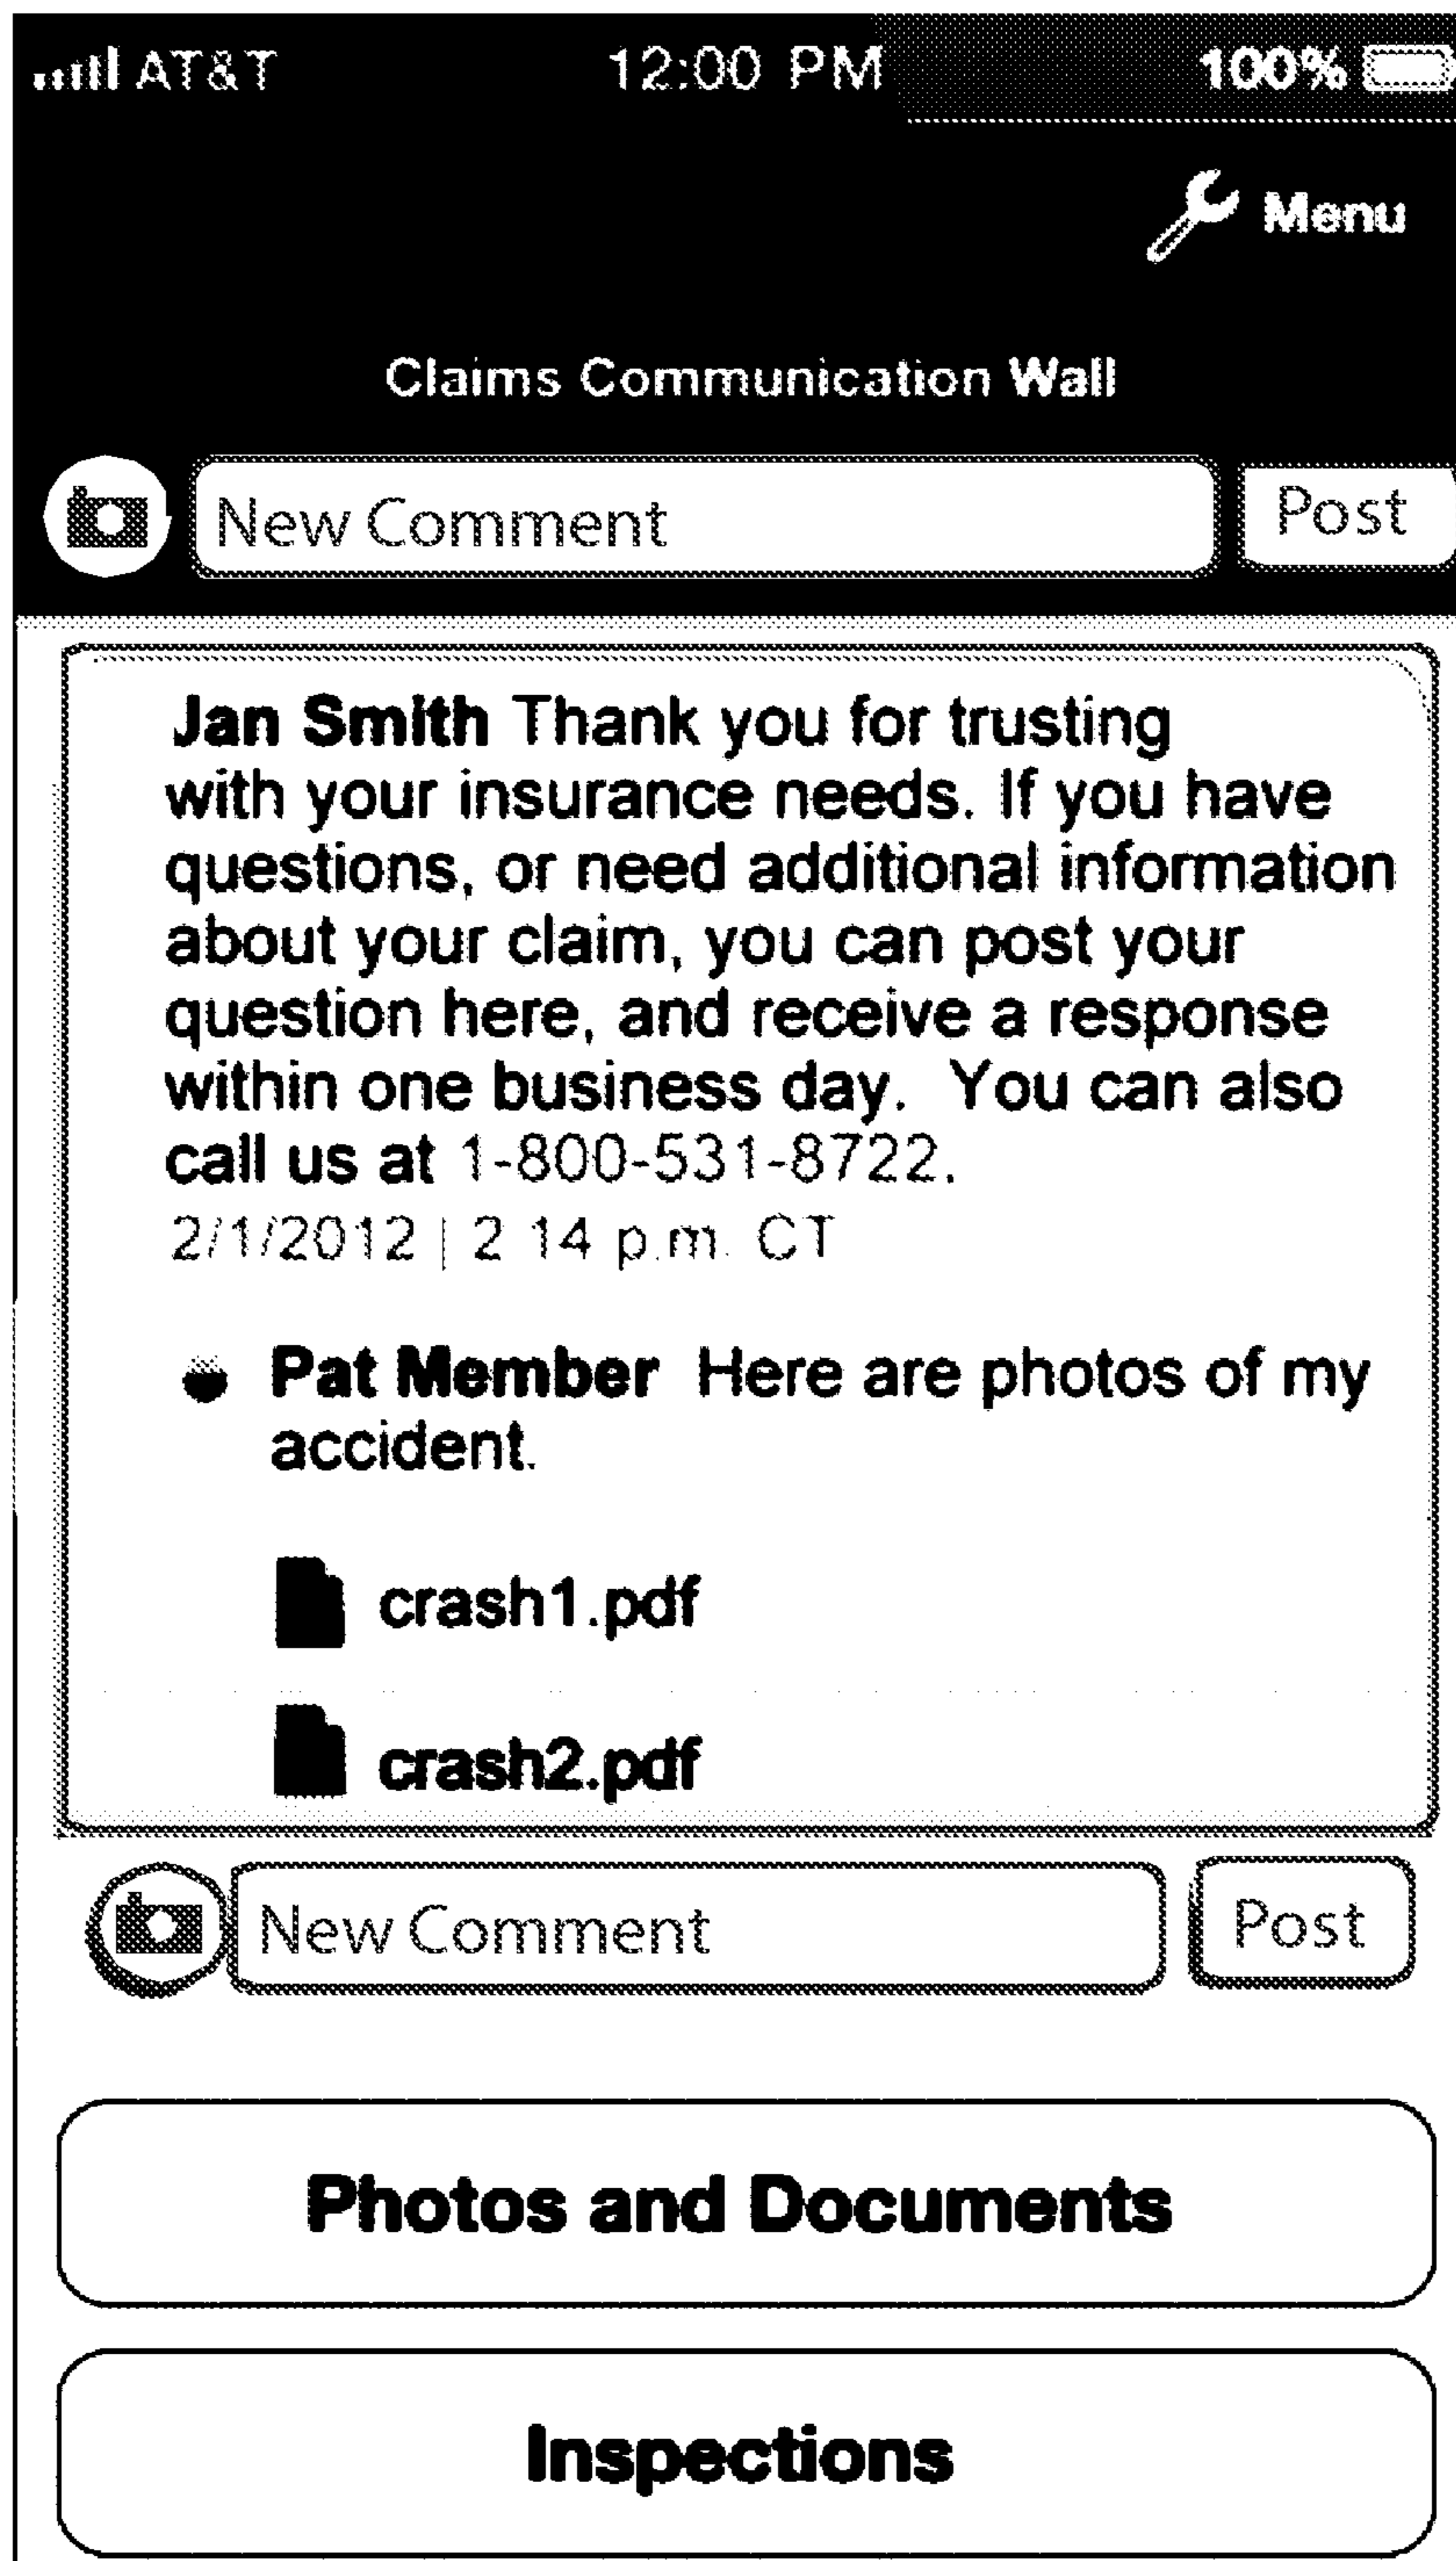 AT&T 12:00 PM 100%
Menu
Claims Communication Wall
New Comment Post
Jan Smith Thank you for trusting
with your insurance needs. If you have
questions, or need additional information
about your claim, you can post your
question here, and receive a response
within one business day. You can also
call us at 1-800-531-8722.
2/1/2012 | 2 14 p.m. CT
Pat Member Here are photos of my
accident.
crash1.pdf
crash2.pdf
New Comment Post
Photos and Documents
Inspections